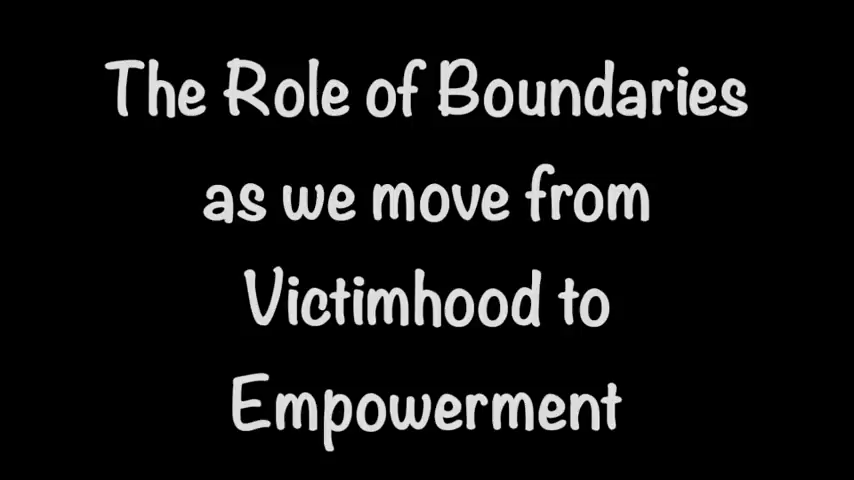 The Role of Boundaries
as we move from
Victimhood to
Empowerment